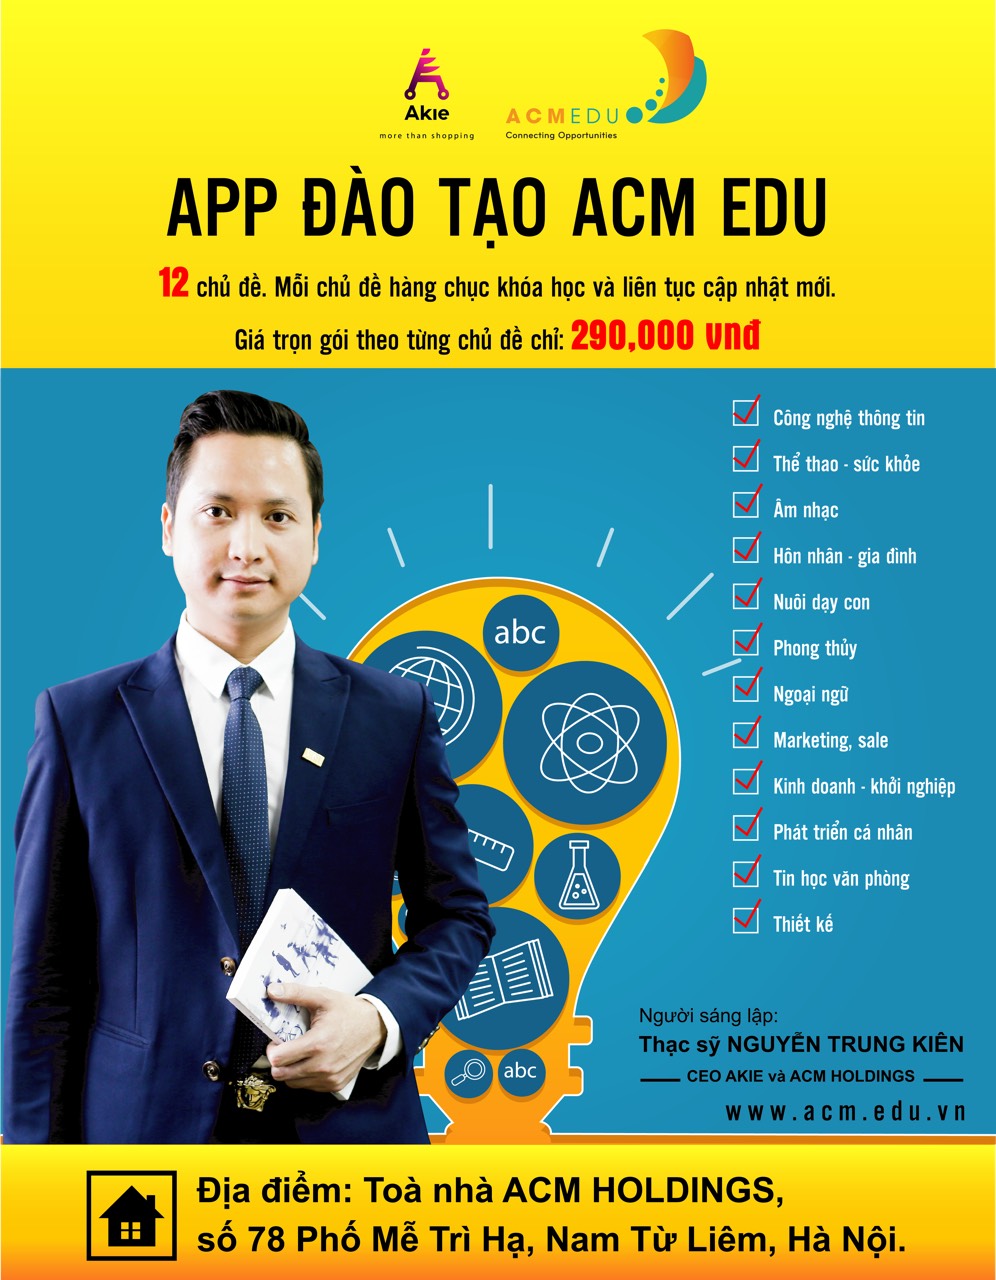 Akıe
more than shopping
ACMEDU
Connecting Opportunities
APP ĐÀO TẠO ACM EDU
12 chủ đề. Mỗi chủ đề hàng chục khóa học và liên tục cập nhật mới.
Giá trọn gói theo từng chủ đề chỉ: 290,000 vnđ
Công nghệ thông tin
Thể thao - sức khỏe
Âm nhạc
Hôn nhân - gia đình
Nuôi dạy con
Phong thủy
Ngoại ngữ
Marketing, sale
Kinh doanh - khởi nghiệp
Phát triển cá nhân
Tin học văn phòng
Thiết kế
abc
abc
Người sáng lập:
Thạc sỹ NGUYỄN TRUNG KIÊN
CEO AKIE và ACM HOLDINGS
www.acm.edu.vn
Địa điểm: Toà nhà ACM HOLDINGS,
số 78 Phố Mễ Trì Hạ, Nam Từ Liêm, Hà Nội.